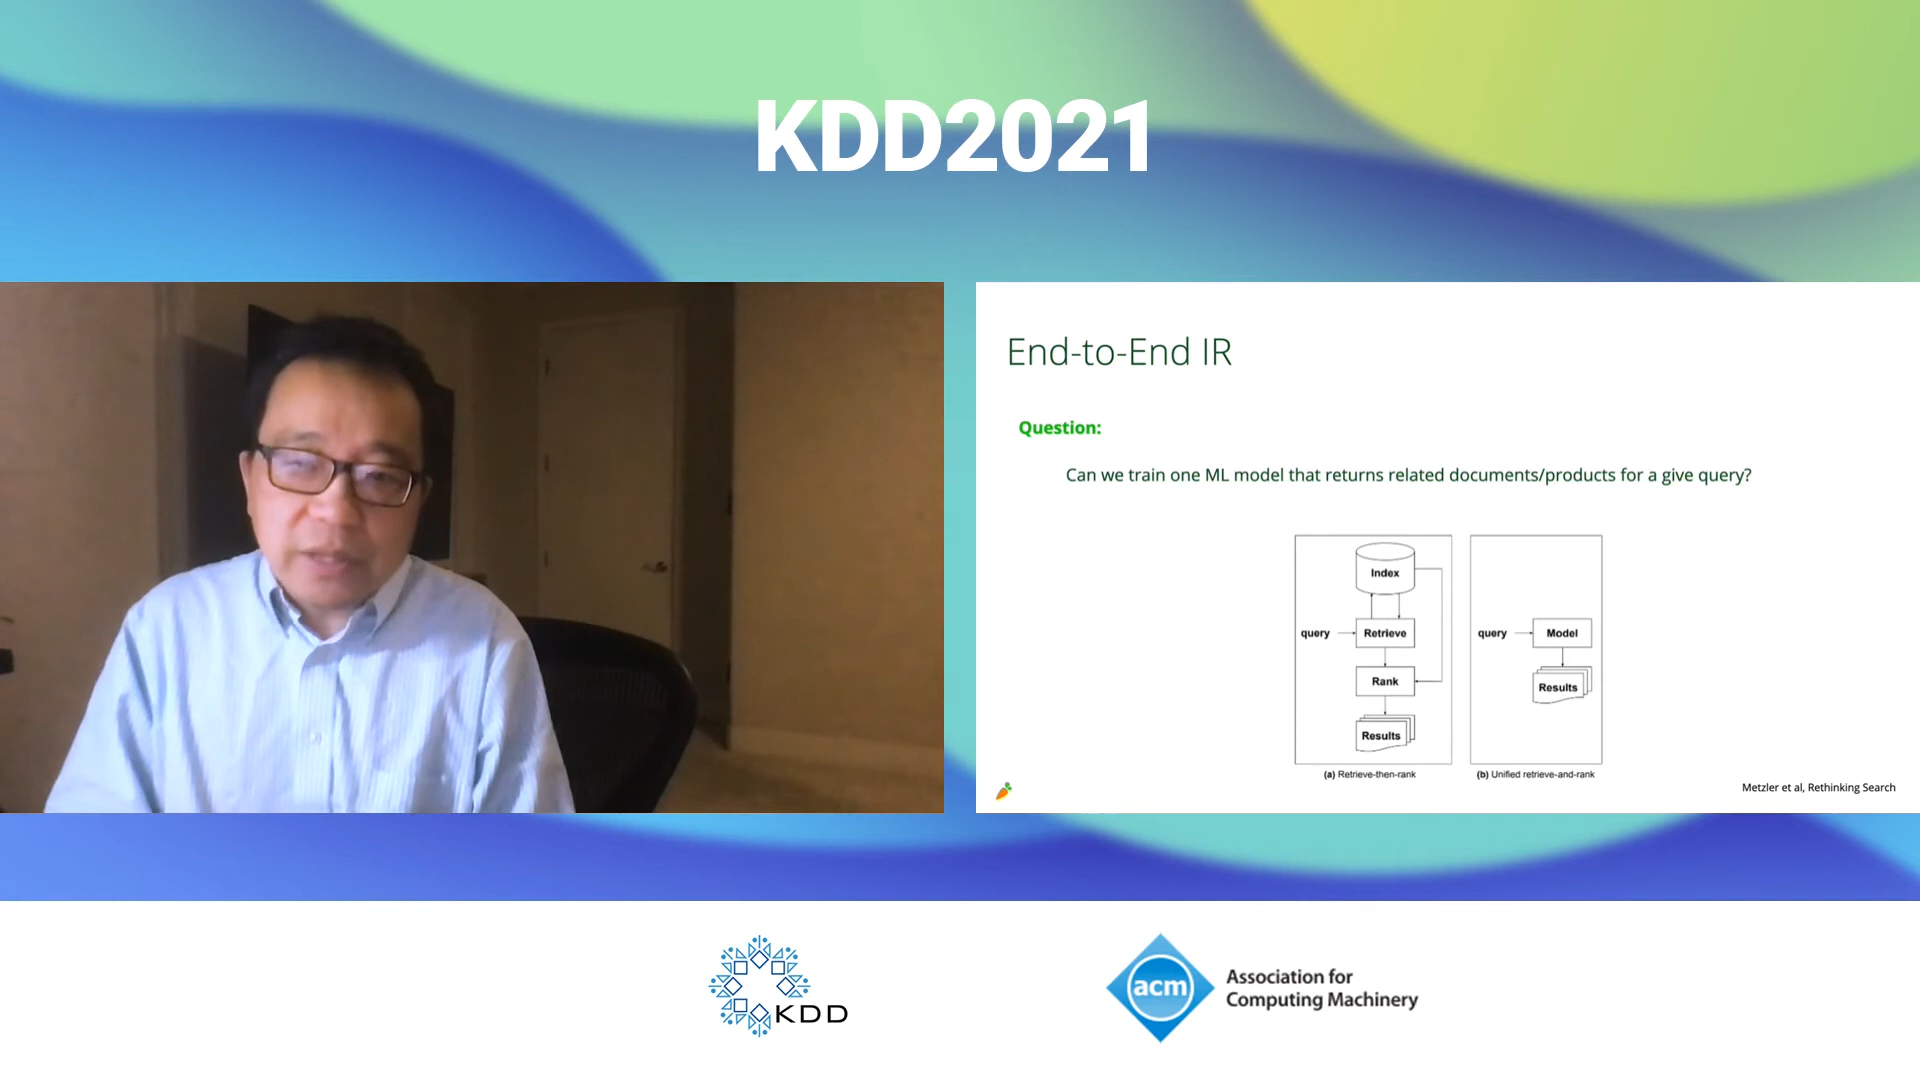 KDD2021
End-to-End IR
Question:
Can we train one ML model that returns related documents/products for a give query?
Index
query
Retrieve
Rank
Results
(a) Retrieve-then-rank
query
Model
Results
(b) Unified retrieve-and-rank
Metzler et al, Rethinking Search
KDD
acm
Association for
Computing Machinery